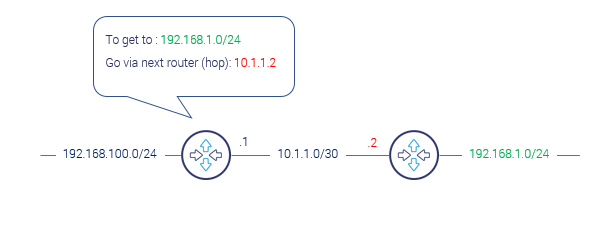 To get to : 192.168.1.0/24
Go via next router (hop): 10.1.1.2
192.168.100.0/24
.1
10.1.1.0/30
.2
192.168.1.0/24